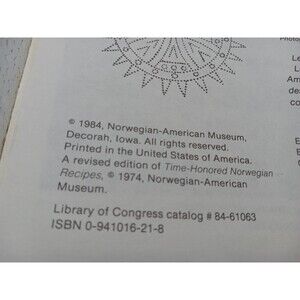 © 1984, Norwegian-American Museum,
Decorah, Iowa. All rights reserved.
Printed in the United States of America.
A revised edition of Time-Honored Norwegian
Recipes, © 1974, Norwegian-American
Museum.
Library of Congress catalog # 84-61063
ISBN 0-941016-21-8